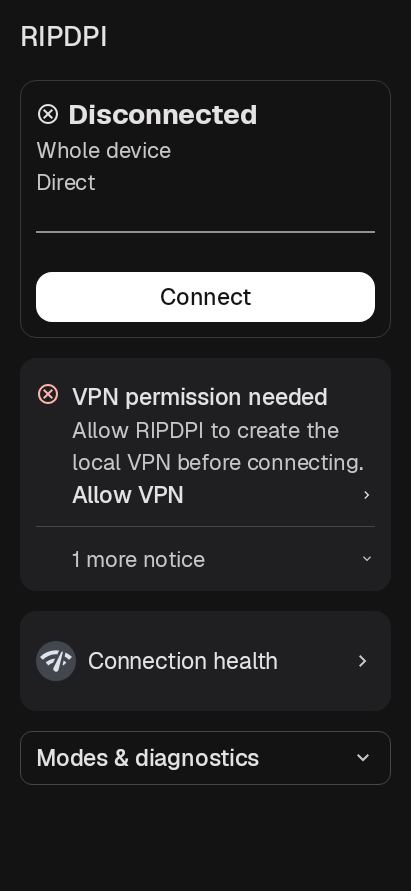 RIPDPI
Disconnected
Whole device
Direct
Connect
VPN permission needed
Allow RIPDPI to create the
local VPN before connecting.
Allow VPN
1 more notice
Connection health
Modes & diagnostics